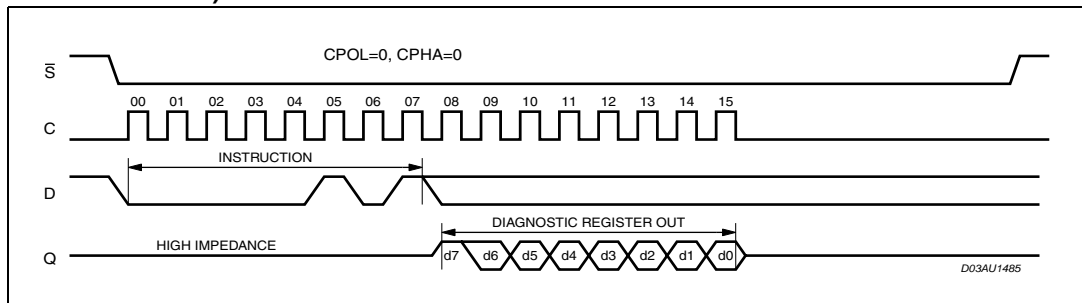 CPOL=0, CPHA=0
S̅
00 01 02 03 04 05 06 07 08 09 10 11 12 13 14 15
C
INSTRUCTION
D
DIAGNOSTIC REGISTER OUT
HIGH IMPEDANCE
Q
d7 d6 d5 d4 d3 d2 d1 d0
D03AU1485